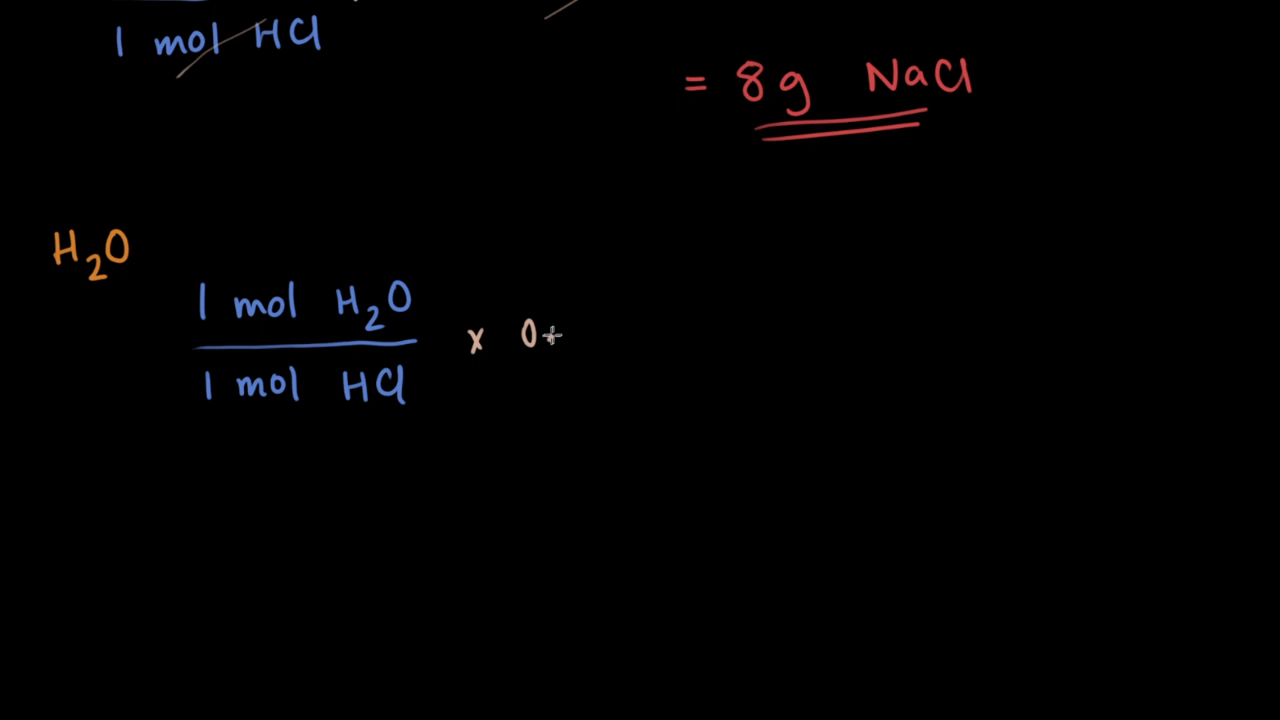 1 mol HCl
= 8g NaCl
H₂O
1 mol H₂O
1 mol HCl
x 0